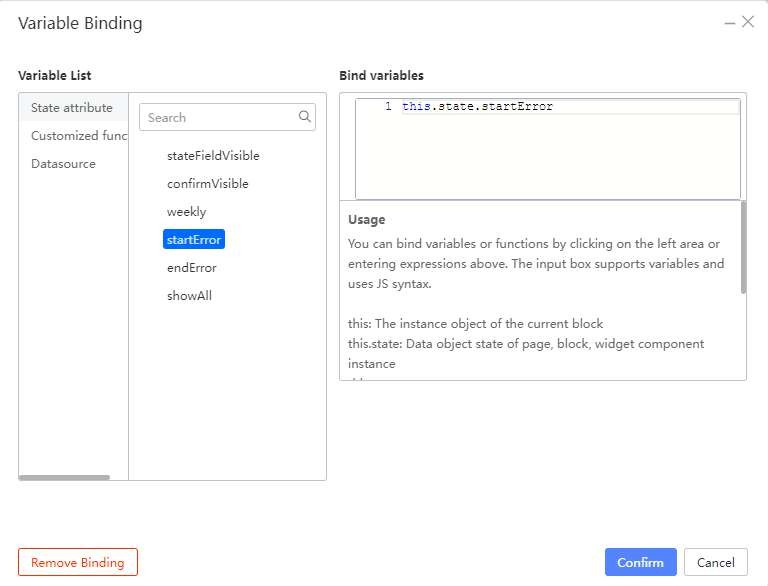 Variable Binding
Variable List
State attribute
Customized func
Datasource
Search
stateFieldVisible
confirmVisible
weekly
startError
endError
showAll
Bind variables
1 this.state.startError
Usage
You can bind variables or functions by clicking on the left area or
entering expressions above. The input box supports variables and
uses JS syntax.
this: The instance object of the current block
this.state: Data object state of page, block, widget component
instance
Remove Binding
Confirm
Cancel